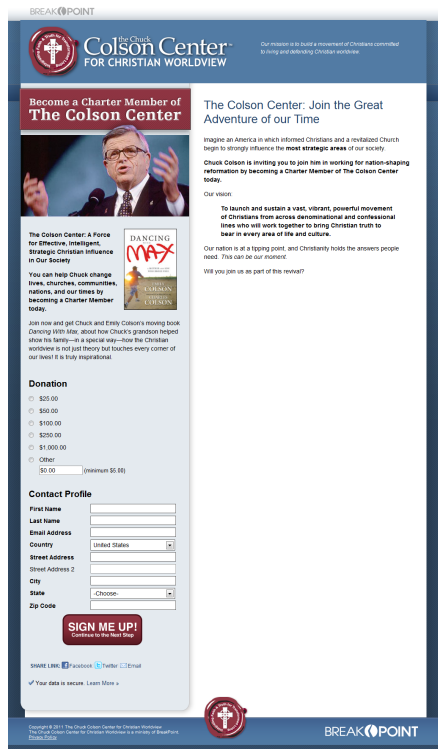 BREAKPOINT
the Chuck
Colson Center
FOR CHRISTIAN WORLDVIEW
Our mission is to build a movement of Christians committed
to living and defending Christian worldview.
Become a Charter Member of
The Colson Center
The Colson Center: A Force
for Effective, Intelligent,
Strategic Christian Influence
in Our Society
You can help Chuck change
lives, churches, communities,
nations, and our times by
becoming a Charter Member
today.
DANCING
MAX
COLSON
COLSON
Join now and get Chuck and Emily Colson's moving book
Dancing With Max, about how Chuck's grandson helped
show his family—in a special way—how the Christian
worldview is not just theory but touches every corner of
our lives! It is truly inspirational.
Donation
$25.00
$50.00
$100.00
$250.00
$1,000.00
Other
$0.00 (minimum $5.00)
Contact Profile
First Name
Last Name
Email Address
Country United States
Street Address
Street Address 2
City
State -Choose-
Zip Code
SIGN ME UP!
Continue to the Next Step
SHARE LINK: Facebook Twitter Email
Your data is secure. Learn More »
The Colson Center: Join the Great
Adventure of our Time
Imagine an America in which informed Christians and a revitalized Church
begin to strongly influence the most strategic areas of our society.
Chuck Colson is inviting you to join him in working for nation-shaping
reformation by becoming a Charter Member of The Colson Center
today.
Our vision:
To launch and sustain a vast, vibrant, powerful movement
of Christians from across denominational and confessional
lines who will work together to bring Christian truth to
bear in every area of life and culture.
Our nation is at a tipping point, and Christianity holds the answers people
need. This can be our moment.
Will you join us as part of this revival?
Copyright © 2011 The Chuck Colson Center for Christian Worldview
The Chuck Colson Center for Christian Worldview is a ministry of BreakPoint
Privacy Policy
BREAKPOINT